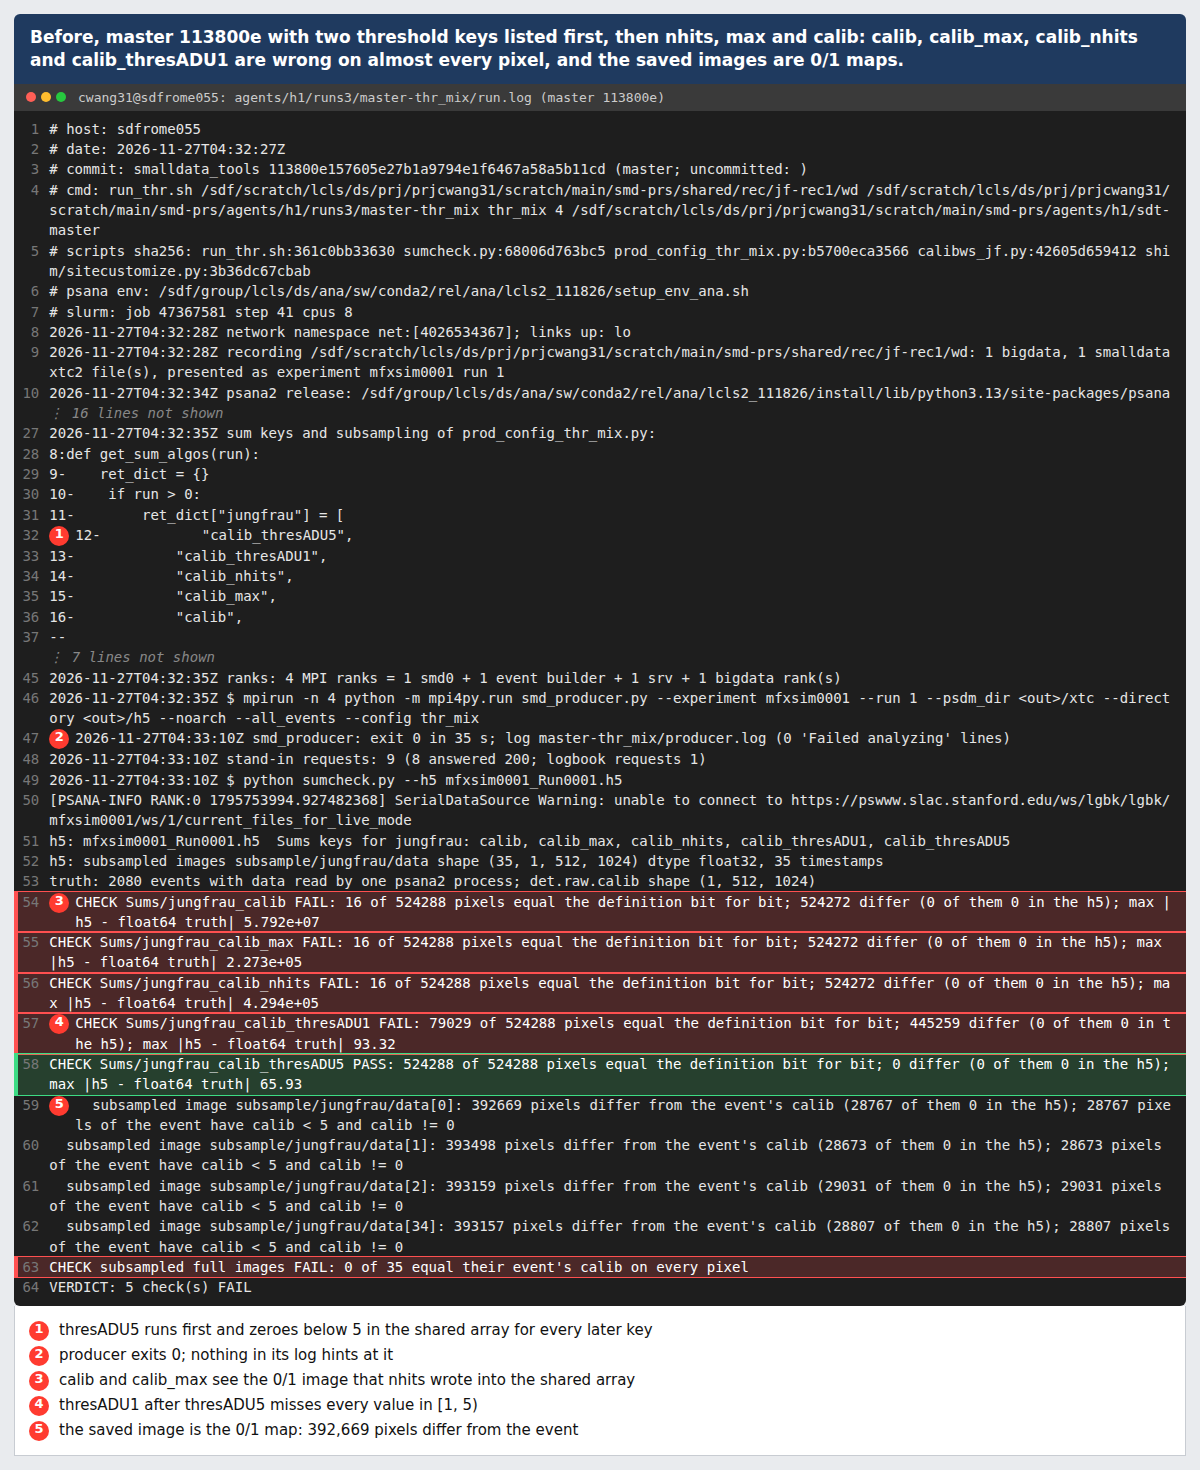 Before, master 113800e with two threshold keys listed first, then nhits, max and calib: calib, calib_max, calib_nhits
and calib_thresADU1 are wrong on almost every pixel, and the saved images are 0/1 maps.
cwang31@sdfrome055: agents/h1/runs3/master-thr_mix/run.log (master 113800e)
1 # host: sdfrome055
2 # date: 2026-11-27T04:32:27Z
3 # commit: smalldata_tools 113800e157605e27b1a9794e1f6467a58a5b11cd (master; uncommitted: )
4 # cmd: run_thr.sh /sdf/scratch/lcls/ds/prj/prjcwang31/scratch/main/smd-prs/shared/rec/jf-rec1/wd /sdf/scratch/lcls/ds/prj/prjcwang31/
scratch/main/smd-prs/agents/h1/runs3/master-thr_mix thr_mix 4 /sdf/scratch/lcls/ds/prj/prjcwang31/scratch/main/smd-prs/agents/h1/sdt-
master
5 # scripts sha256: run_thr.sh:361c0bb33630 sumcheck.py:68006d763bc5 prod_config_thr_mix.py:b5700eca3566 calibws_jf.py:42605d659412 shi
m/sitecustomize.py:3b36dc67cbab
6 # psana env: /sdf/group/lcls/ds/ana/sw/conda2/rel/ana/lcls2_111826/setup_env_ana.sh
7 # slurm: job 47367581 step 41 cpus 8
8 2026-11-27T04:32:28Z network namespace net:[4026534367]; links up: lo
9 2026-11-27T04:32:28Z recording /sdf/scratch/lcls/ds/prj/prjcwang31/scratch/main/smd-prs/shared/rec/jf-rec1/wd: 1 bigdata, 1 smalldata
xtc2 file(s), presented as experiment mfxsim0001 run 1
10 2026-11-27T04:32:34Z psana2 release: /sdf/group/lcls/ds/ana/sw/conda2/rel/ana/lcls2_111826/install/lib/python3.13/site-packages/psana
⋮ 16 lines not shown
27 2026-11-27T04:32:35Z sum keys and subsampling of prod_config_thr_mix.py:
28 8:def get_sum_algos(run):
29 9-    ret_dict = {}
30 10-    if run > 0:
31 11-        ret_dict["jungfrau"] = [
32 1 12-            "calib_thresADU5",
33 13-            "calib_thresADU1",
34 14-            "calib_nhits",
35 15-            "calib_max",
36 16-            "calib",
37 --
⋮ 7 lines not shown
45 2026-11-27T04:32:35Z ranks: 4 MPI ranks = 1 smd0 + 1 event builder + 1 srv + 1 bigdata rank(s)
46 2026-11-27T04:32:35Z $ mpirun -n 4 python -m mpi4py.run smd_producer.py --experiment mfxsim0001 --run 1 --psdm_dir <out>/xtc --direct
ory <out>/h5 --noarch --all_events --config thr_mix
47 2 2026-11-27T04:33:10Z smd_producer: exit 0 in 35 s; log master-thr_mix/producer.log (0 'Failed analyzing' lines)
48 2026-11-27T04:33:10Z stand-in requests: 9 (8 answered 200; logbook requests 1)
49 2026-11-27T04:33:10Z $ python sumcheck.py --h5 mfxsim0001_Run0001.h5
50 [PSANA-INFO RANK:0 1795753994.927482368] SerialDataSource Warning: unable to connect to https://pswww.slac.stanford.edu/ws/lgbk/lgbk/
mfxsim0001/ws/1/current_files_for_live_mode
51 h5: mfxsim0001_Run0001.h5  Sums keys for jungfrau: calib, calib_max, calib_nhits, calib_thresADU1, calib_thresADU5
52 h5: subsampled images subsample/jungfrau/data shape (35, 1, 512, 1024) dtype float32, 35 timestamps
53 truth: 2080 events with data read by one psana2 process; det.raw.calib shape (1, 512, 1024)
54 3 CHECK Sums/jungfrau_calib FAIL: 16 of 524288 pixels equal the definition bit for bit; 524272 differ (0 of them 0 in the h5); max |
h5 - float64 truth| 5.792e+07
55 CHECK Sums/jungfrau_calib_max FAIL: 16 of 524288 pixels equal the definition bit for bit; 524272 differ (0 of them 0 in the h5); max
|h5 - float64 truth| 2.273e+05
56 CHECK Sums/jungfrau_calib_nhits FAIL: 16 of 524288 pixels equal the definition bit for bit; 524272 differ (0 of them 0 in the h5); ma
x |h5 - float64 truth| 4.294e+05
57 4 CHECK Sums/jungfrau_calib_thresADU1 FAIL: 79029 of 524288 pixels equal the definition bit for bit; 445259 differ (0 of them 0 in t
he h5); max |h5 - float64 truth| 93.32
58 CHECK Sums/jungfrau_calib_thresADU5 PASS: 524288 of 524288 pixels equal the definition bit for bit; 0 differ (0 of them 0 in the h5);
max |h5 - float64 truth| 65.93
59 5   subsampled image subsample/jungfrau/data[0]: 392669 pixels differ from the event's calib (28767 of them 0 in the h5); 28767 pixe
ls of the event have calib < 5 and calib != 0
60   subsampled image subsample/jungfrau/data[1]: 393498 pixels differ from the event's calib (28673 of them 0 in the h5); 28673 pixels
of the event have calib < 5 and calib != 0
61   subsampled image subsample/jungfrau/data[2]: 393159 pixels differ from the event's calib (29031 of them 0 in the h5); 29031 pixels
of the event have calib < 5 and calib != 0
62   subsampled image subsample/jungfrau/data[34]: 393157 pixels differ from the event's calib (28807 of them 0 in the h5); 28807 pixels
of the event have calib < 5 and calib != 0
63 CHECK subsampled full images FAIL: 0 of 35 equal their event's calib on every pixel
64 VERDICT: 5 check(s) FAIL
1 thresADU5 runs first and zeroes below 5 in the shared array for every later key
2 producer exits 0; nothing in its log hints at it
3 calib and calib_max see the 0/1 image that nhits wrote into the shared array
4 thresADU1 after thresADU5 misses every value in [1, 5)
5 the saved image is the 0/1 map: 392,669 pixels differ from the event